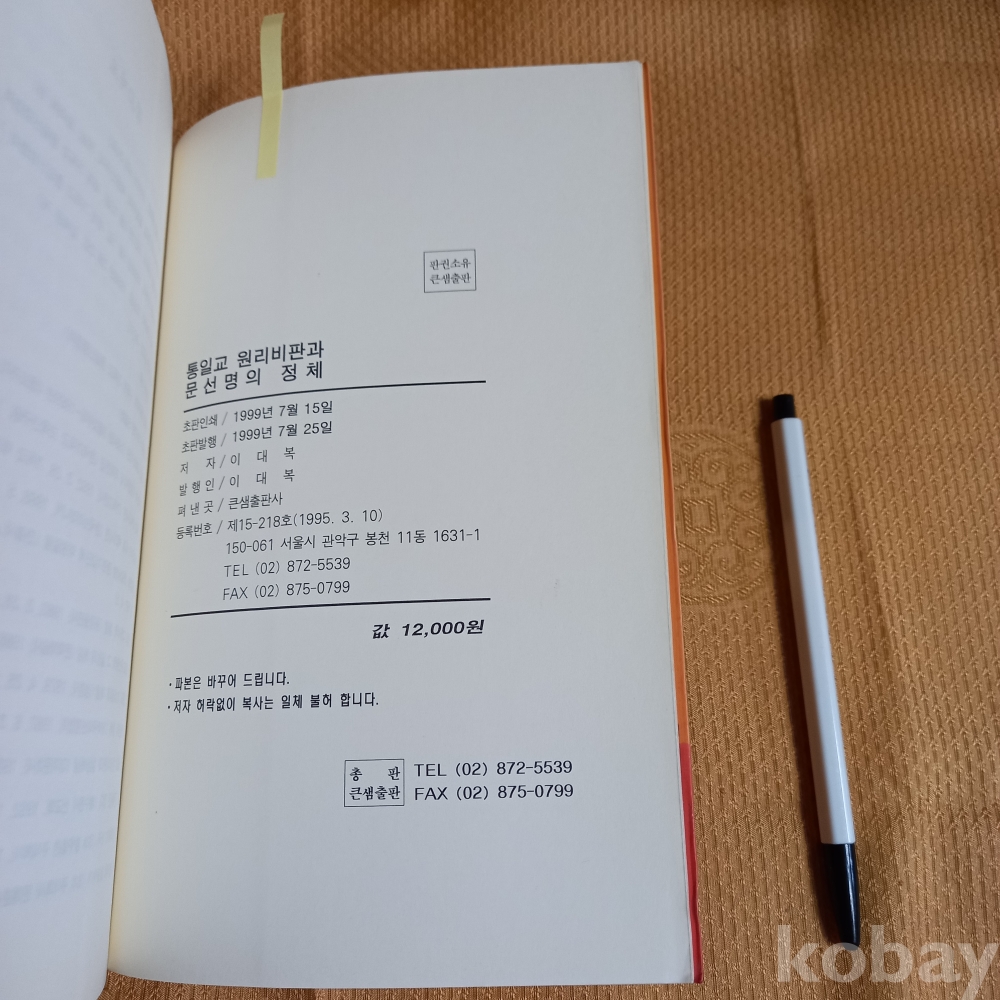 판권소유
큰샘출판
통일교 원리비판과
문선명의 정체
초판인쇄 / 1999년 7월 15일
초판발행 / 1999년 7월 25일
저 자 / 이 대 복
발행인 / 이 대 복
펴낸곳 / 큰샘출판사
등록번호 / 제15-218호(1995. 3. 10)
150-061 서울시 관악구 봉천 11동 1631-1
TEL (02) 872-5539
FAX (02) 875-0799
값 12,000원
· 파본은 바꾸어 드립니다.
· 저자 허락없이 복사는 일체 불허 합니다.
총 판
큰샘출판
TEL (02) 872-5539
FAX (02) 875-0799
kobay